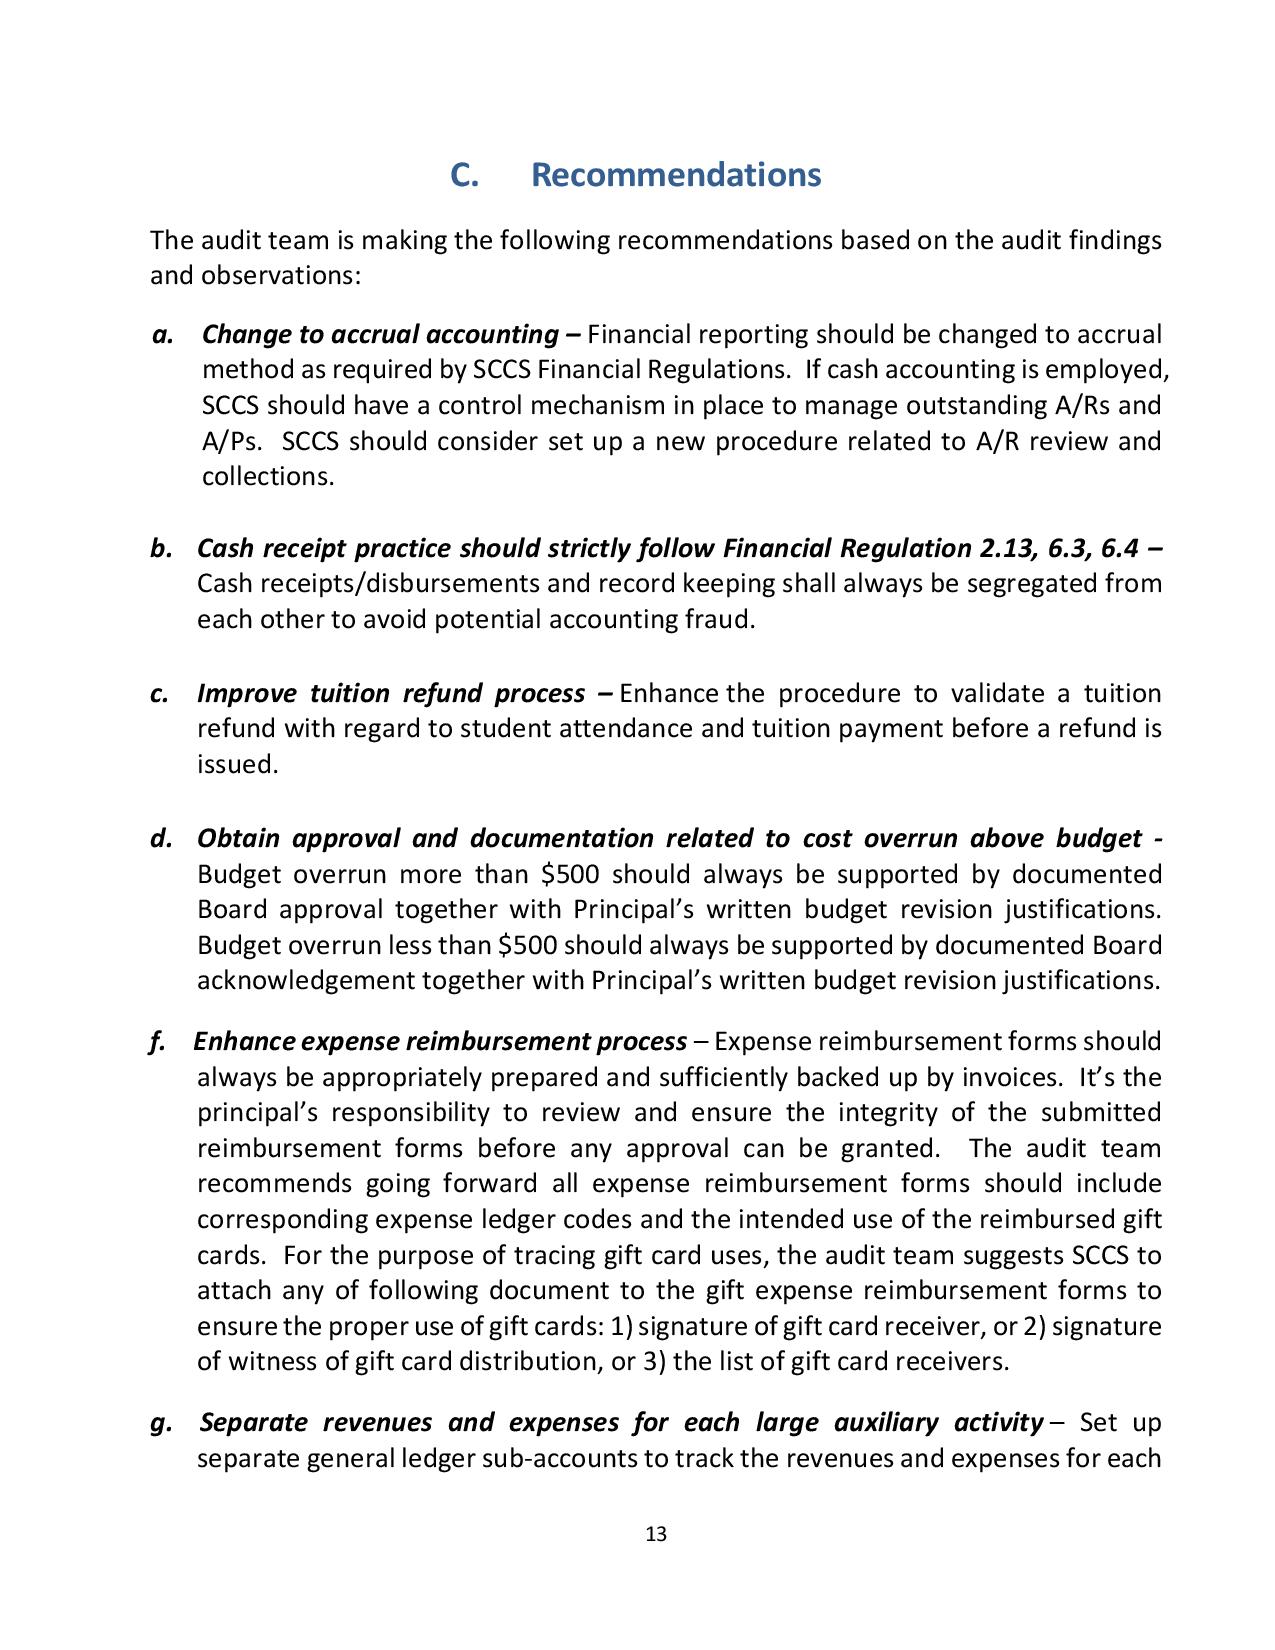 C. Recommendations
The audit team is making the following recommendations based on the audit findings
and observations:
a. Change to accrual accounting – Financial reporting should be changed to accrual
method as required by SCCS Financial Regulations. If cash accounting is employed,
SCCS should have a control mechanism in place to manage outstanding A/Rs and
A/Ps. SCCS should consider set up a new procedure related to A/R review and
collections.
b. Cash receipt practice should strictly follow Financial Regulation 2.13, 6.3, 6.4 –
Cash receipts/disbursements and record keeping shall always be segregated from
each other to avoid potential accounting fraud.
c. Improve tuition refund process – Enhance the procedure to validate a tuition
refund with regard to student attendance and tuition payment before a refund is
issued.
d. Obtain approval and documentation related to cost overrun above budget -
Budget overrun more than $500 should always be supported by documented
Board approval together with Principal’s written budget revision justifications.
Budget overrun less than $500 should always be supported by documented Board
acknowledgement together with Principal’s written budget revision justifications.
f. Enhance expense reimbursement process – Expense reimbursement forms should
always be appropriately prepared and sufficiently backed up by invoices. It’s the
principal’s responsibility to review and ensure the integrity of the submitted
reimbursement forms before any approval can be granted. The audit team
recommends going forward all expense reimbursement forms should include
corresponding expense ledger codes and the intended use of the reimbursed gift
cards. For the purpose of tracing gift card uses, the audit team suggests SCCS to
attach any of following document to the gift expense reimbursement forms to
ensure the proper use of gift cards: 1) signature of gift card receiver, or 2) signature
of witness of gift card distribution, or 3) the list of gift card receivers.
g. Separate revenues and expenses for each large auxiliary activity – Set up
separate general ledger sub-accounts to track the revenues and expenses for each
13